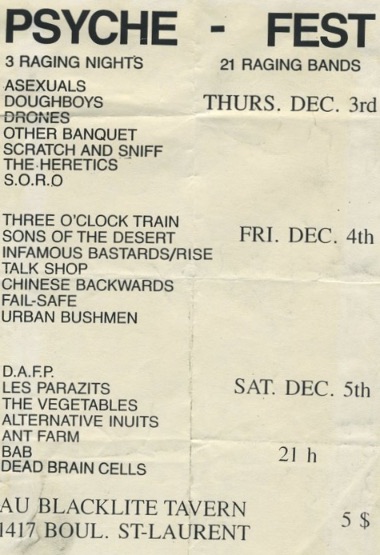 PSYCHE - FEST
3 RAGING NIGHTS 21 RAGING BANDS
ASEXUALS
DOUGHBOYS
DRONES
OTHER BANQUET
SCRATCH AND SNIFF
THE HERETICS
S.O.R.O
THURS. DEC. 3rd
THREE O'CLOCK TRAIN
SONS OF THE DESERT
INFAMOUS BASTARDS/RISE
TALK SHOP
CHINESE BACKWARDS
FAIL-SAFE
URBAN BUSHMEN
FRI. DEC. 4th
D.A.F.P.
LES PARAZITS
THE VEGETABLES
ALTERNATIVE INUITS
ANT FARM
BAB
DEAD BRAIN CELLS
SAT. DEC. 5th
21 h
AU BLACKLITE TAVERN
1417 BOUL. ST-LAURENT
5 $